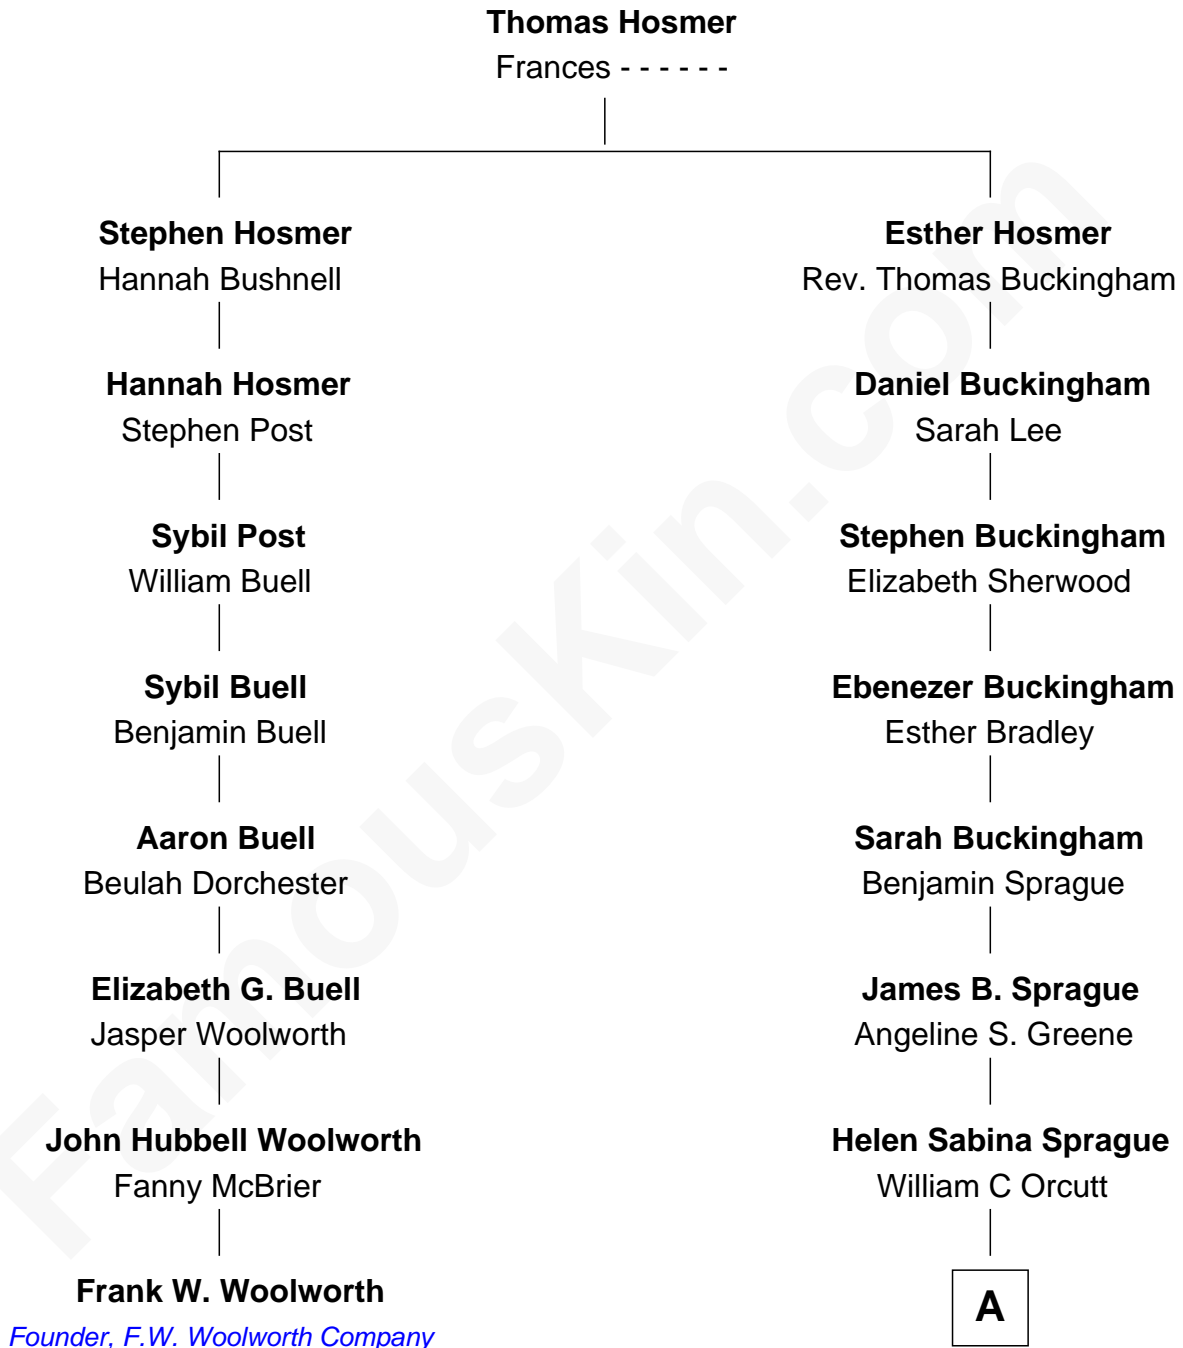 Thomas Hosmer
Frances - - - - - -
Stephen Hosmer
Hannah Bushnell
Esther Hosmer
Rev. Thomas Buckingham
Hannah Hosmer
Stephen Post
Daniel Buckingham
Sarah Lee
Sybil Post
William Buell
Stephen Buckingham
Elizabeth Sherwood
Sybil Buell
Benjamin Buell
Ebenezer Buckingham
Esther Bradley
Aaron Buell
Beulah Dorchester
Sarah Buckingham
Benjamin Sprague
Elizabeth G. Buell
Jasper Woolworth
James B. Sprague
Angeline S. Greene
John Hubbell Woolworth
Fanny McBrier
Helen Sabina Sprague
William C Orcutt
Frank W. Woolworth
Founder, F.W. Woolworth Company
A
FamousKin.com